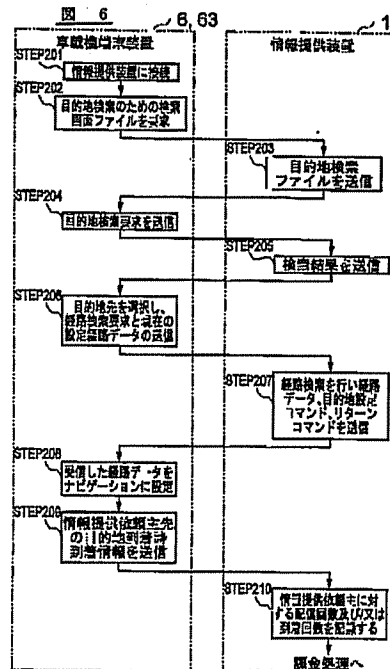 図 6
6, 63
1
車載機端末装置
情報提供装置
STEP201
情報提供装置に接続
STEP202
目的地検索のための検索
画面ファイルを要求
STEP203
目的地検索
ファイルを送信
STEP204
目的地検索要求を送信
STEP205
検索結果を送信
STEP206
目的地先を選択し、
経路検索要求と現在の
設定経路データの送信
STEP207
経路検索を行い経路
データ、目的地設定
コマンド、リターン
コマンドを送信
STEP208
受信した経路データを
ナビゲーションに設定
STEP209
情報提供依頼主先
の目的地到着時
到着情報を送信
STEP210
情報提供依頼主に対
する配信回数及び/又は
到着回数を記録する
課金処理へ